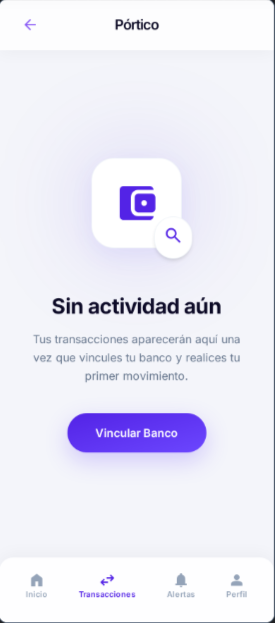 Pórtico
Sin actividad aún
Tus transacciones aparecerán aquí una
vez que vincules tu banco y realices tu
primer movimiento.
Vincular Banco
Inicio
Transacciones
Alertas
Perfil